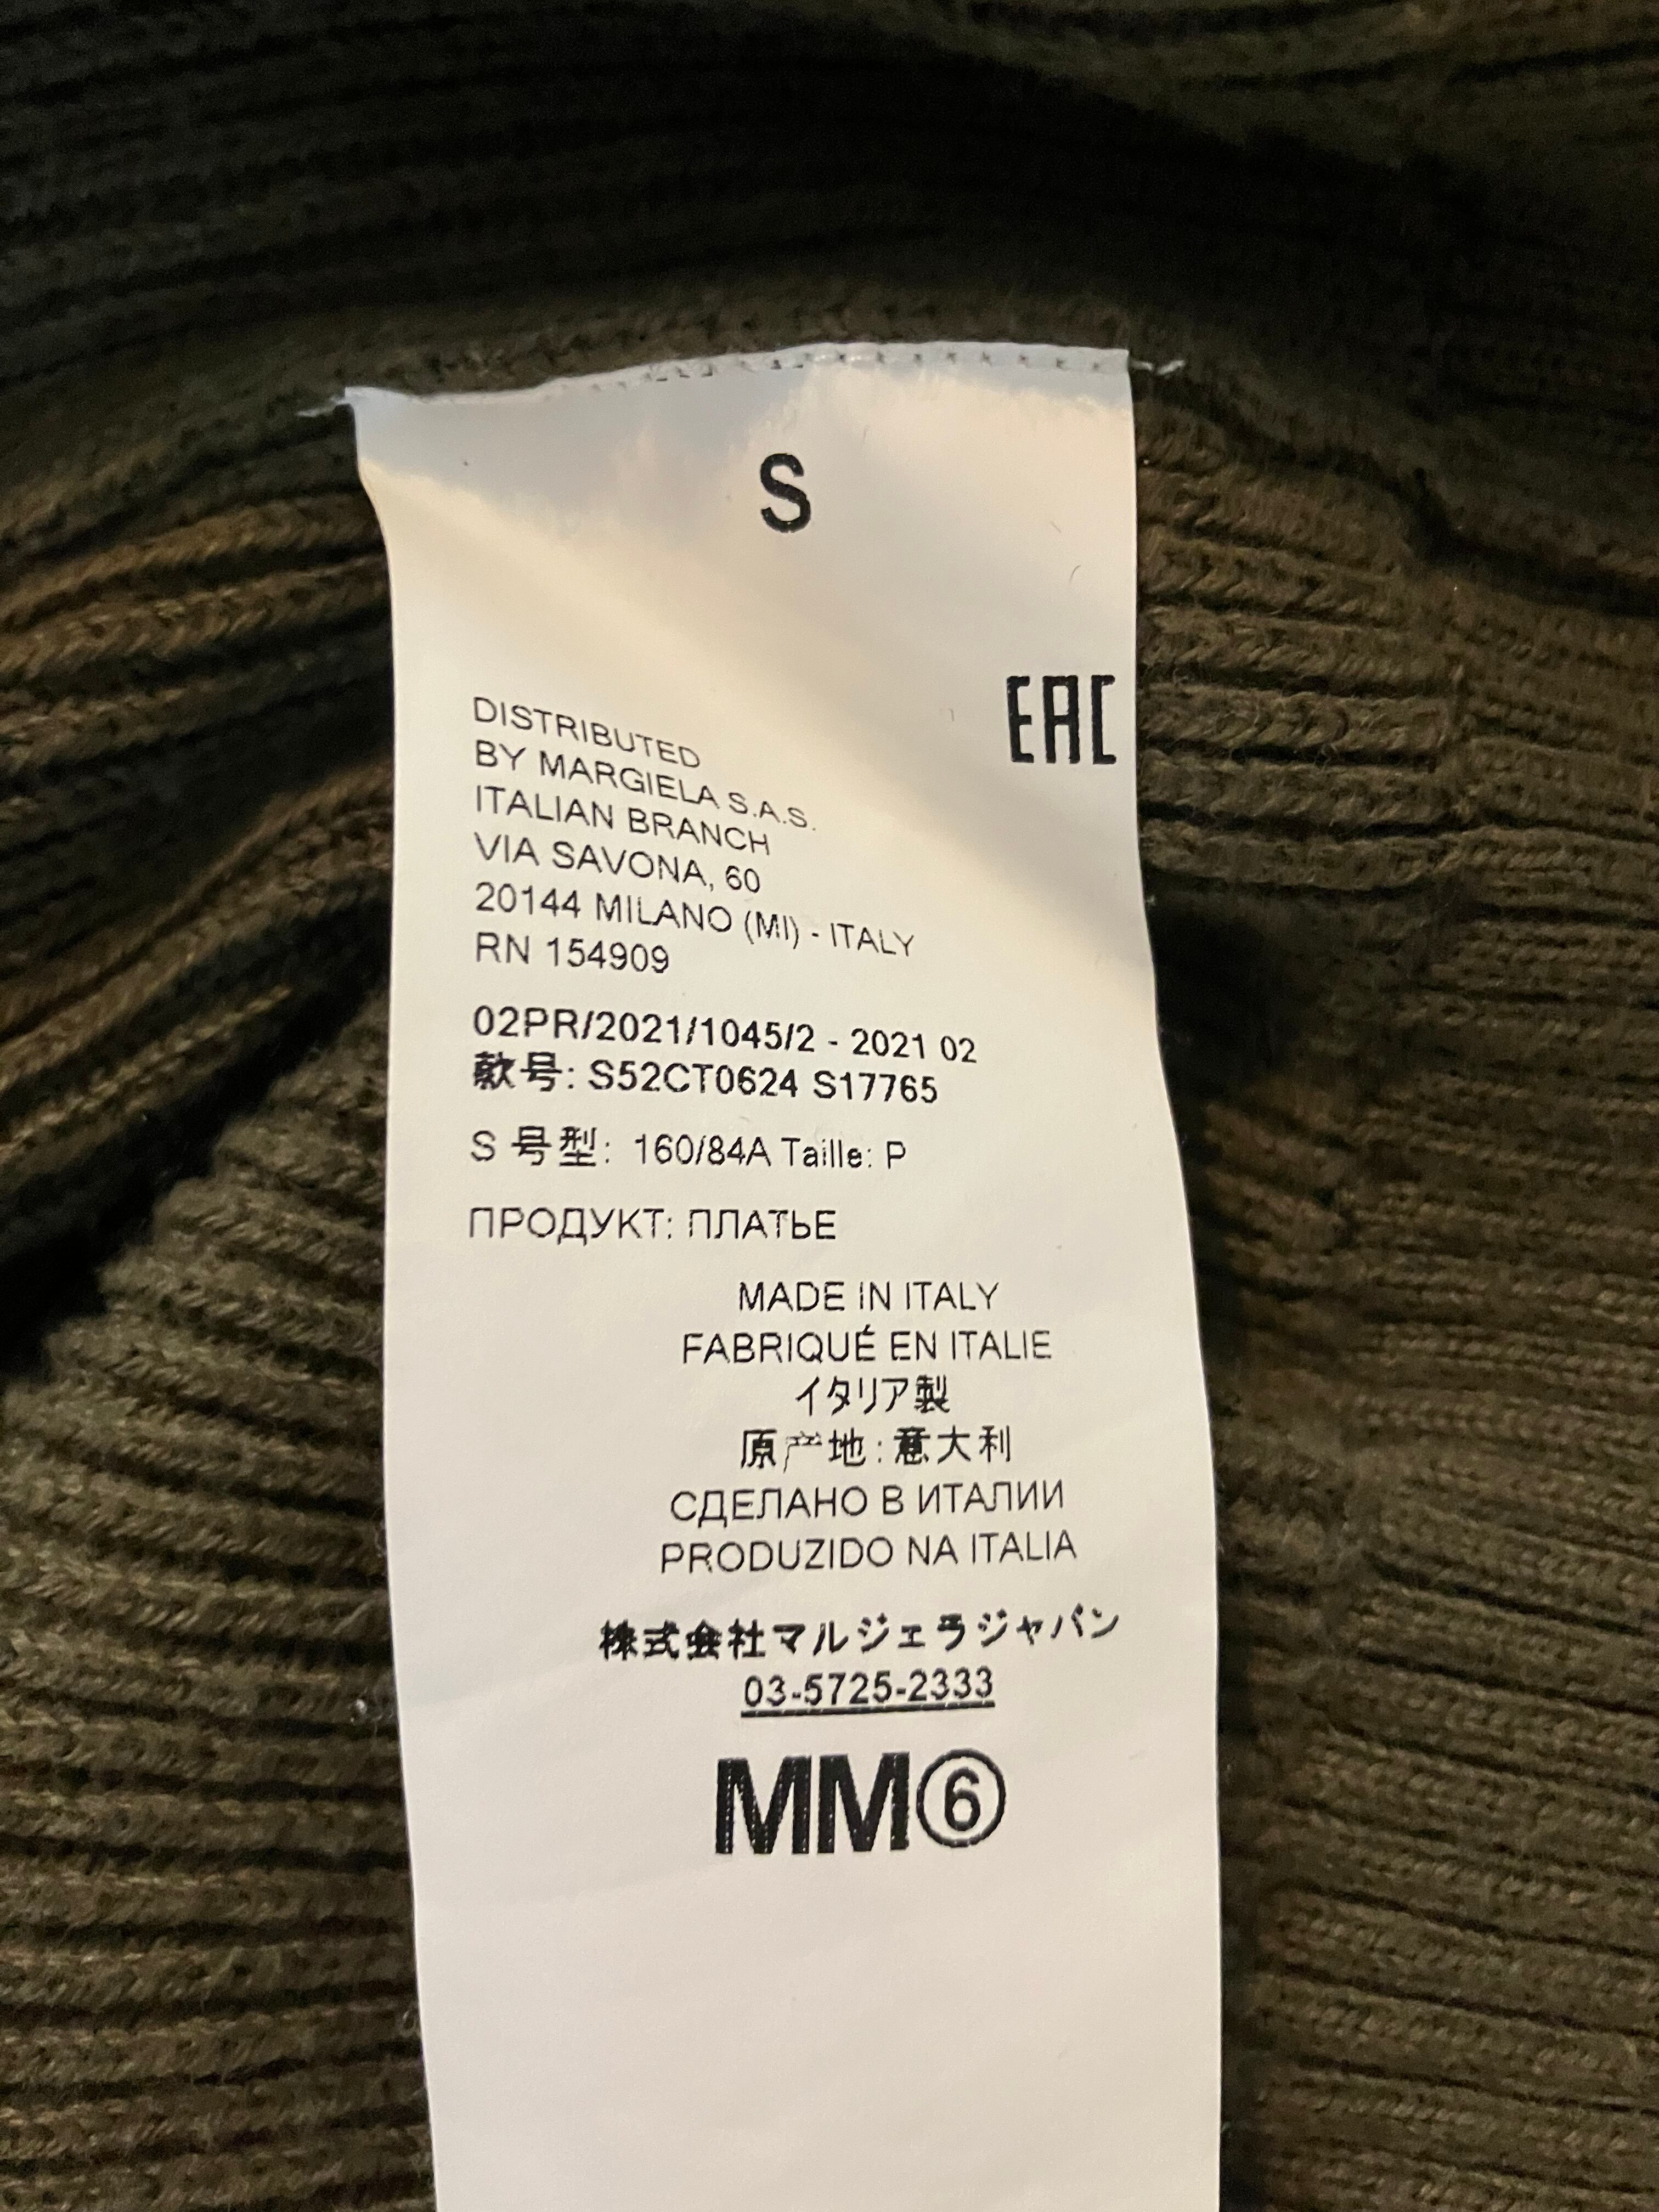 S
EAC
DISTRIBUTED
BY MARGIELA S.A.S.
ITALIAN BRANCH
VIA SAVONA, 60
20144 MILANO (MI) - ITALY
RN 154909
02PR/2021/1045/2 - 2021 02
款号: S52CT0624 S17765
S 号型: 160/84A Taille: P
ПРОДУКТ: ПЛАТЬЕ
MADE IN ITALY
FABRIQUÉ EN ITALIE
イタリア製
原产地: 意大利
СДЕЛАНО В ИТАЛИИ
PRODUZIDO NA ITALIA
株式会社マルジェラジャパン
03-5725-2333
MM⑥